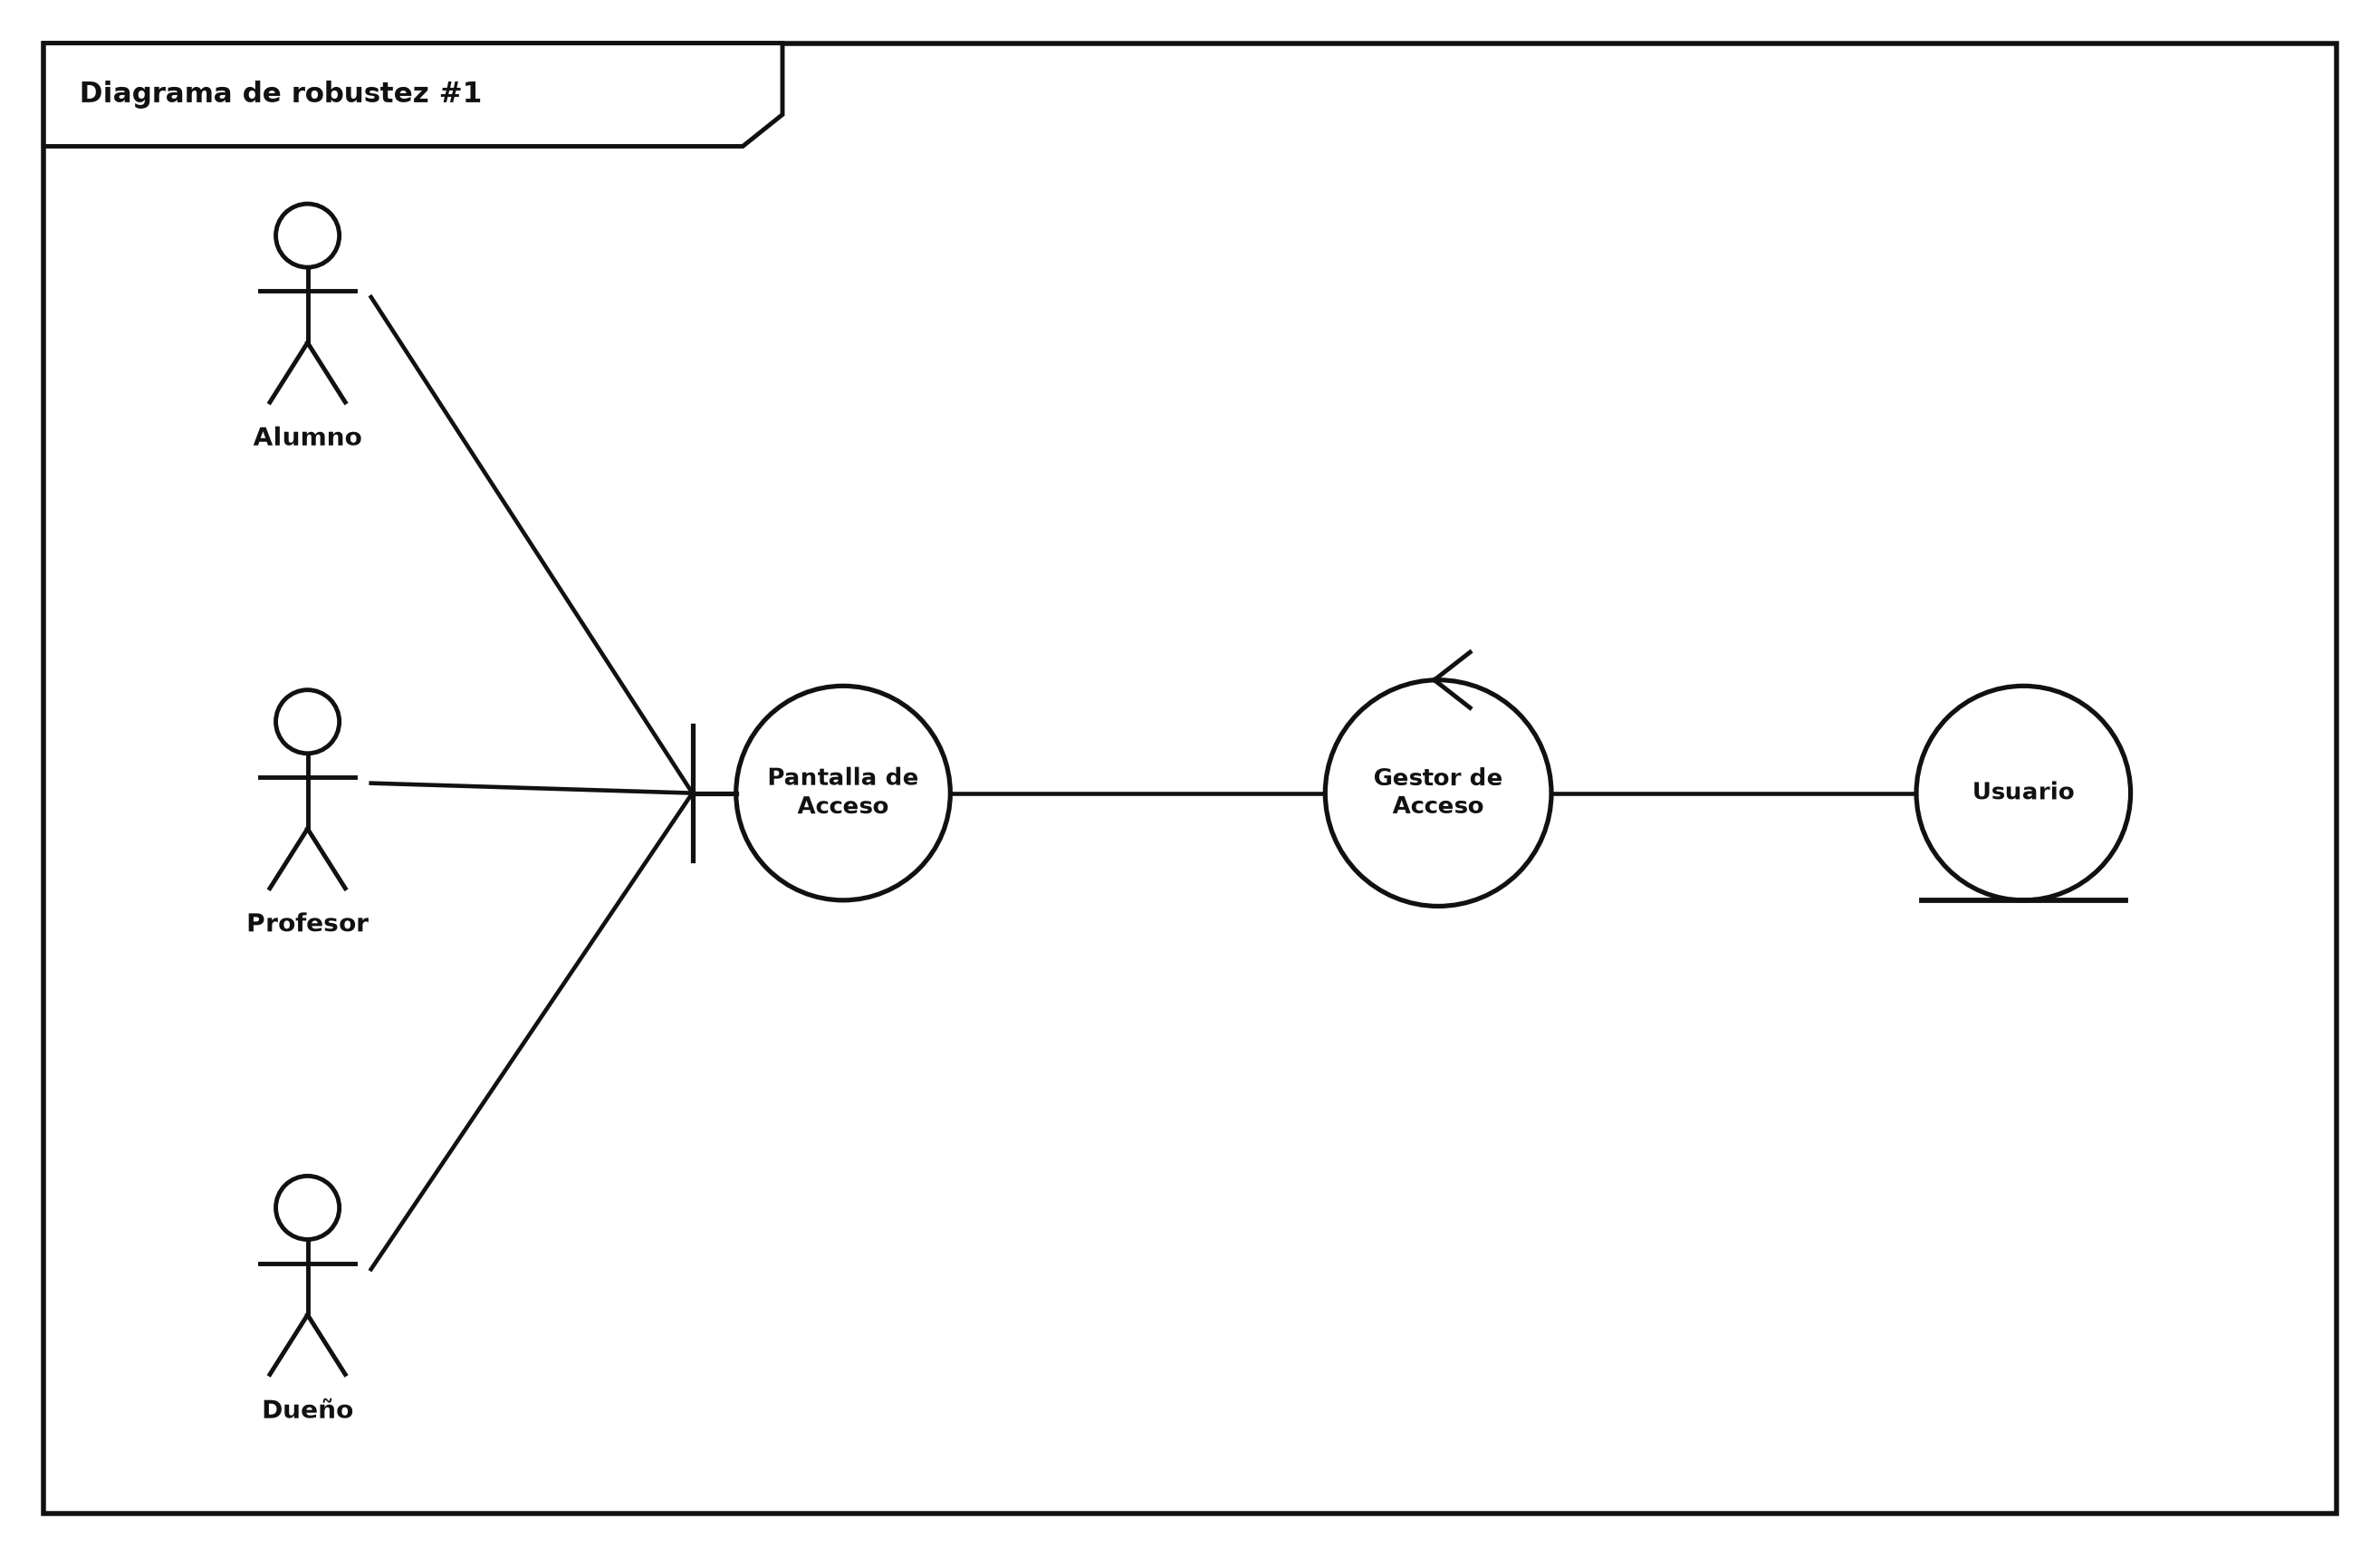 Diagrama de robustez #1
Alumno
Profesor
Pantalla de
Acceso
Gestor de
Acceso
Usuario
Dueño